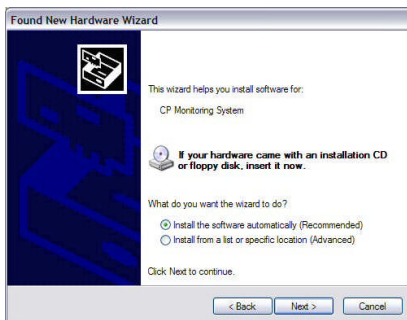 Found New Hardware Wizard
This wizard helps you install software for:
CP Monitoring System
If your hardware came with an installation CD
or floppy disk, insert it now.
What do you want the wizard to do?
Install the software automatically (Recommended)
Install from a list or specific location (Advanced)
Click Next to continue.
< Back
Next >
Cancel